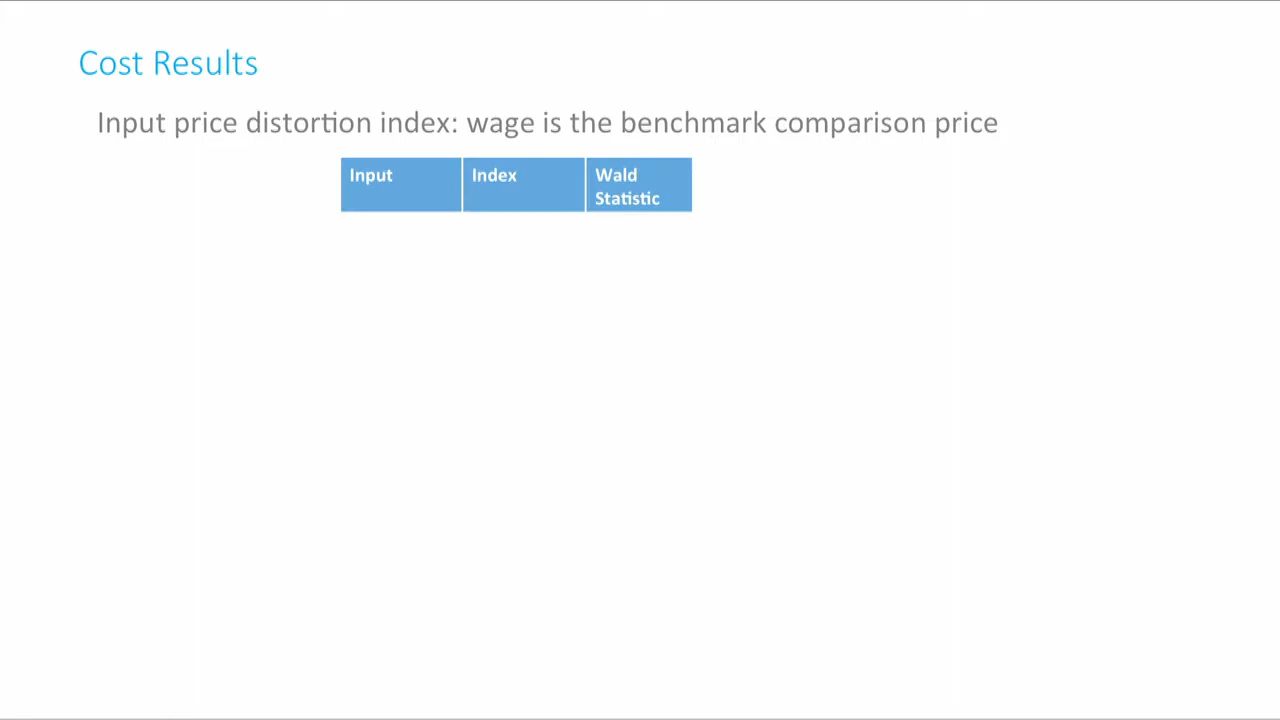 Cost Results
Input price distortion index: wage is the benchmark comparison price
Input
Index
Wald
Statistic